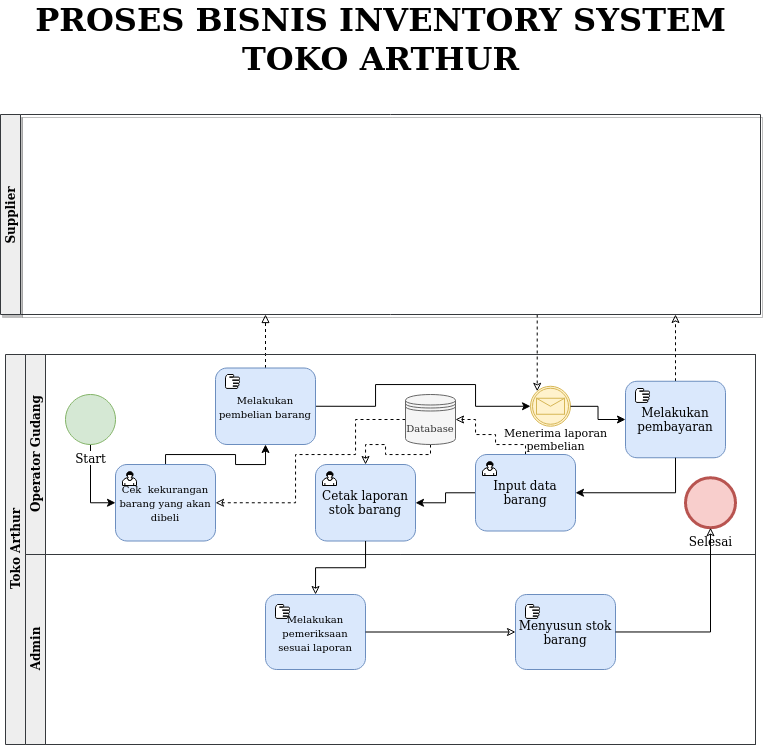 PROSES BISNIS INVENTORY SYSTEM
TOKO ARTHUR
Supplier
Toko Arthur
Operator Gudang
Start
Melakukan
pembelian barang
Database
Menerima laporan
pembelian
Melakukan
pembayaran
Cek kekurangan
barang yang akan
dibeli
Cetak laporan
stok barang
Input data
barang
Selesai
Admin
Melakukan
pemeriksaan
sesuai laporan
Menyusun stok
barang